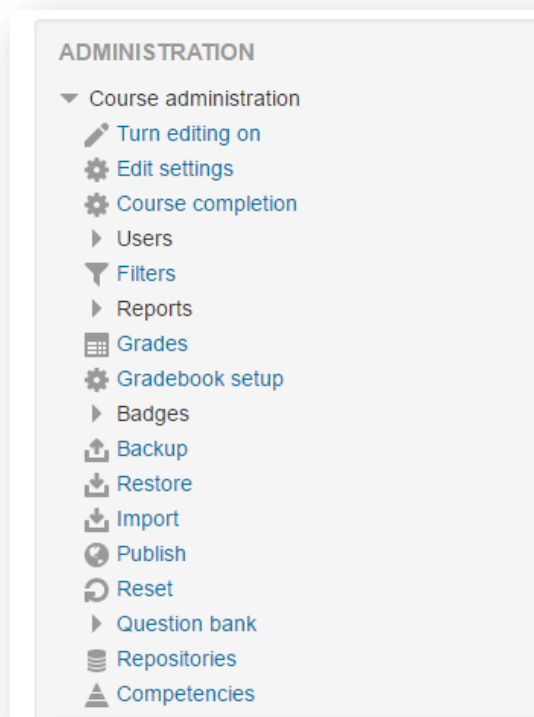 ADMINISTRATION
Course administration
Turn editing on
Edit settings
Course completion
Users
Filters
Reports
Grades
Gradebook setup
Badges
Backup
Restore
Import
Publish
Reset
Question bank
Repositories
Competencies